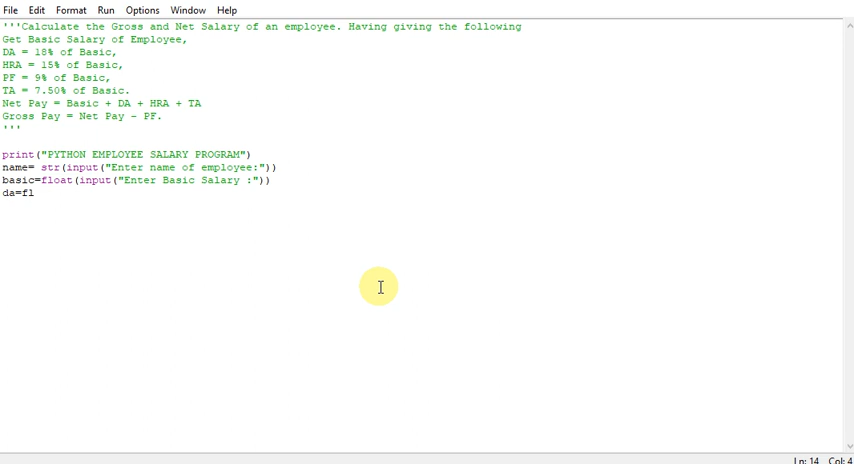 File Edit Format Run Options Window Help
'''Calculate the Gross and Net Salary of an employee. Having giving the following
Get Basic Salary of Employee,
DA = 18% of Basic,
HRA = 15% of Basic,
PF = 9% of Basic,
TA = 7.50% of Basic.
Net Pay = Basic + DA + HRA + TA
Gross Pay = Net Pay - PF.
'''
print("PYTHON EMPLOYEE SALARY PROGRAM")
name= str(input("Enter name of employee:"))
basic=float(input("Enter Basic Salary :"))
da=fl
Ln: 14 Col: 4